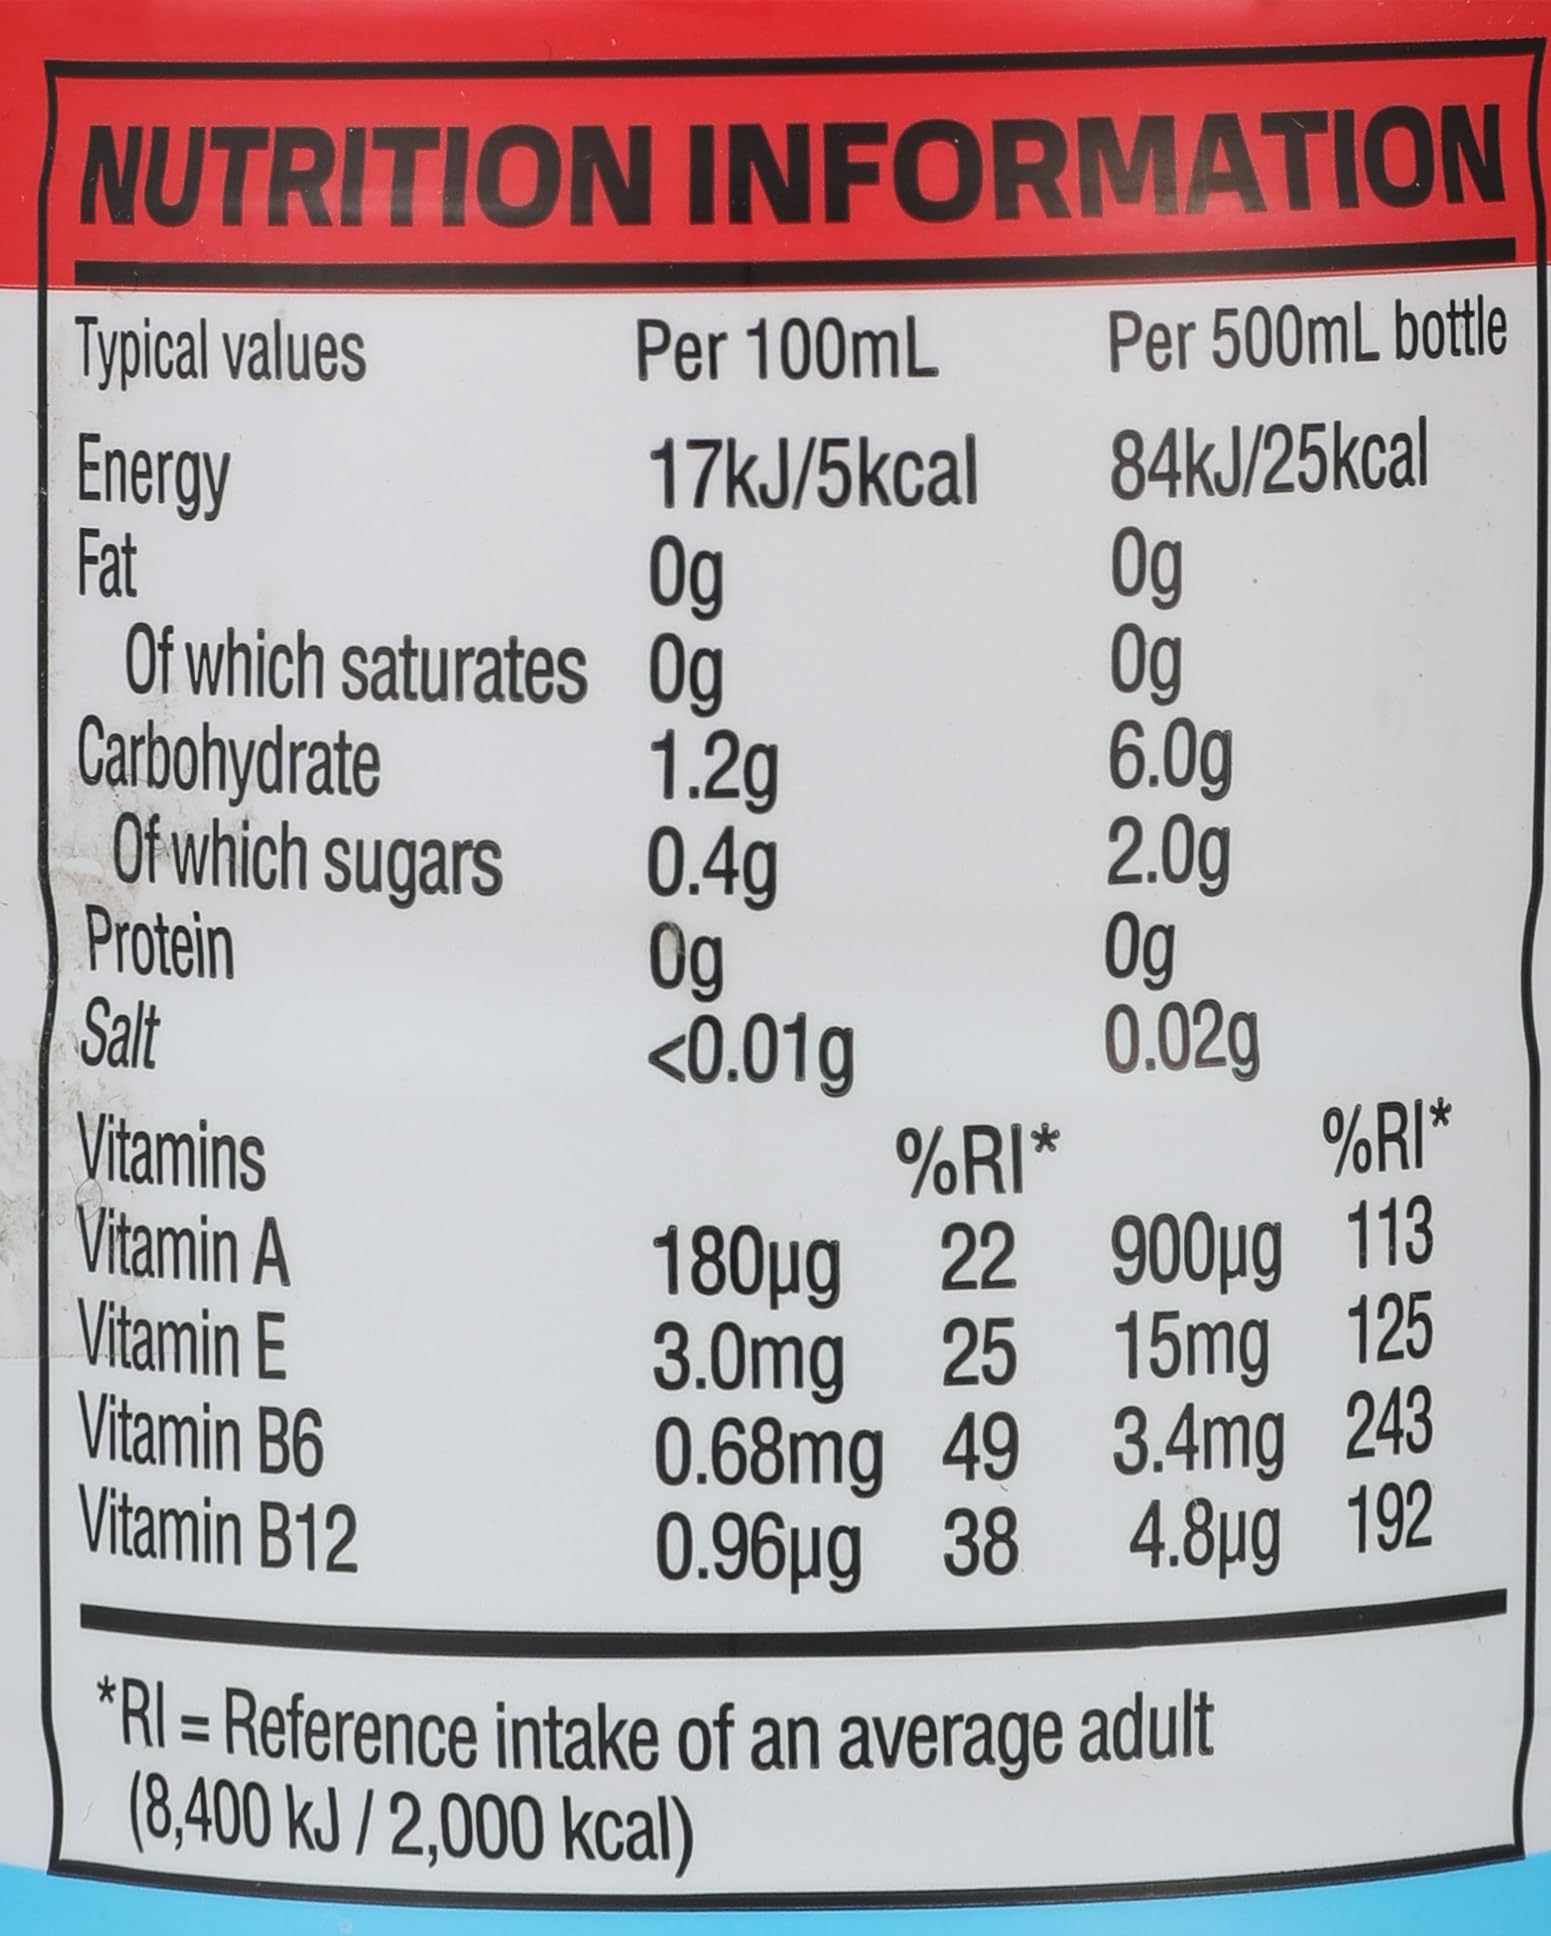 NUTRITION INFORMATION
Typical values Per 100mL Per 500mL bottle
Energy 17kJ/5kcal 84kJ/25kcal
Fat 0g 0g
Of which saturates 0g 0g
Carbohydrate 1.2g 6.0g
Of which sugars 0.4g 2.0g
Protein 0g 0g
Salt <0.01g 0.02g
Vitamins %RI* %RI*
Vitamin A 180µg 22 900µg 113
Vitamin E 3.0mg 25 15mg 125
Vitamin B6 0.68mg 49 3.4mg 243
Vitamin B12 0.96µg 38 4.8µg 192
*RI = Reference intake of an average adult
(8,400 kJ / 2,000 kcal)